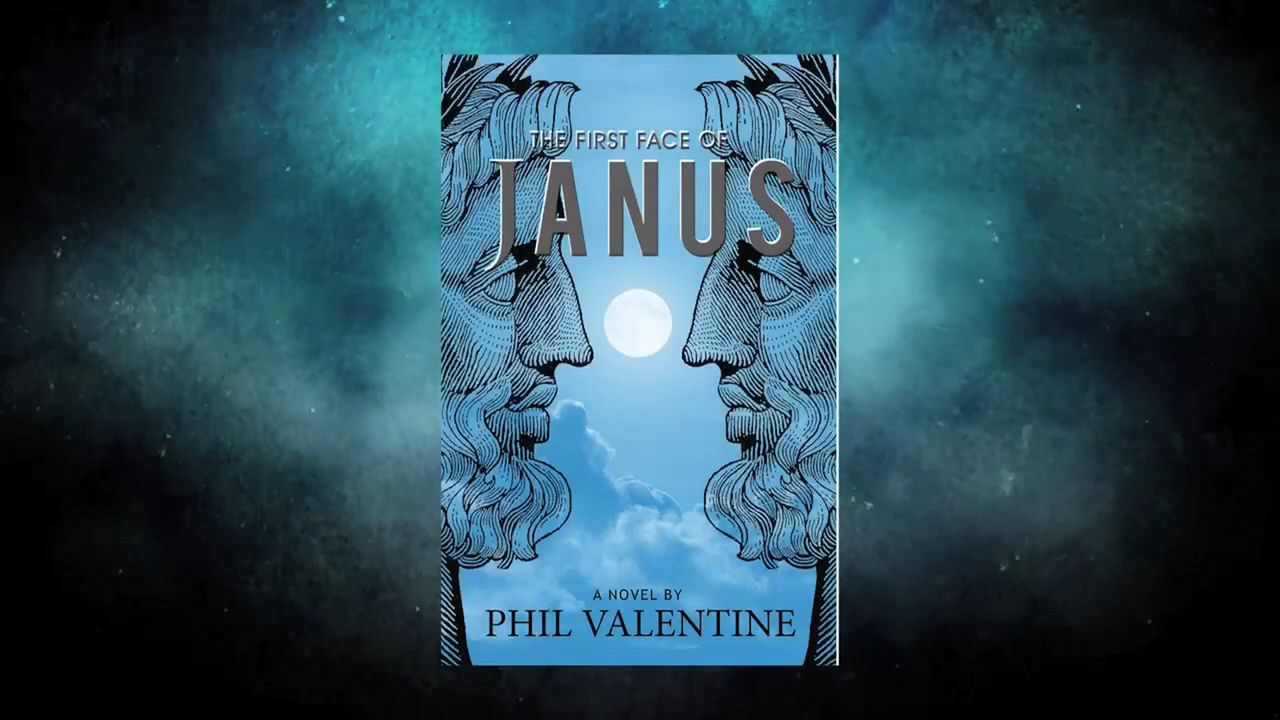 THE FIRST FACE OF
JANUS
A NOVEL BY
PHIL VALENTINE